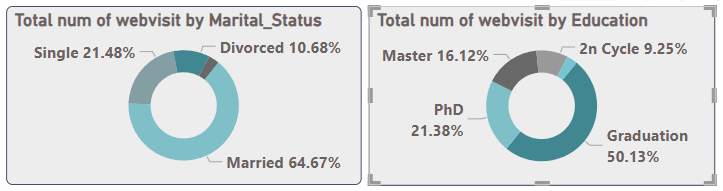 Total num of webvisit by Marital_Status
Single 21.48%
Divorced 10.68%
Married 64.67%
Total num of webvisit by Education
Master 16.12%
2n Cycle 9.25%
PhD
21.38%
Graduation
50.13%